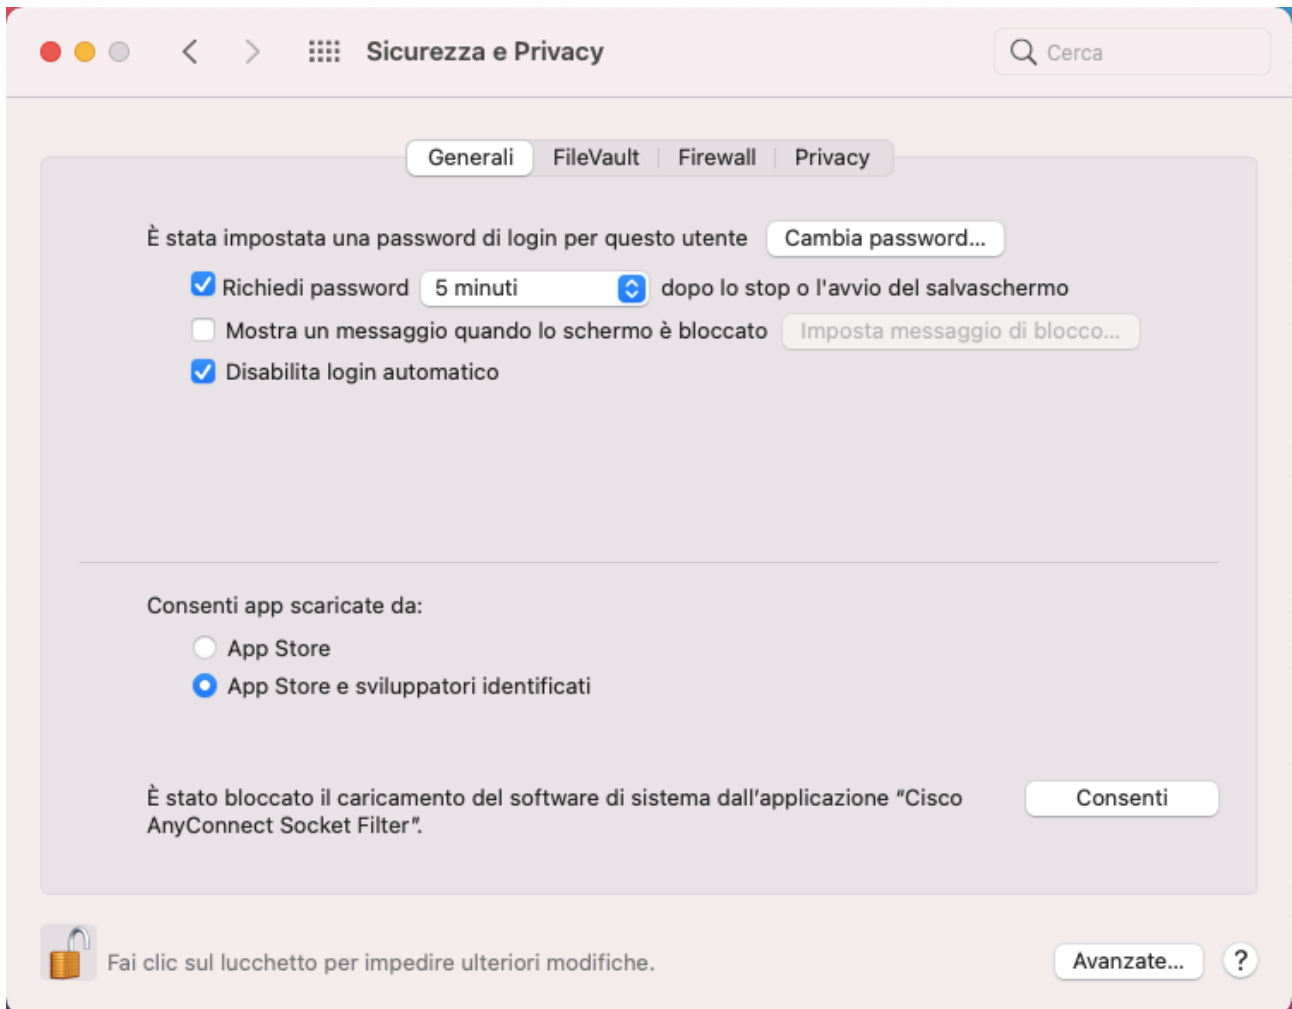 Sicurezza e Privacy
Cerca
Generali FileVault Firewall Privacy
È stata impostata una password di login per questo utente Cambia password...
Richiedi password 5 minuti dopo lo stop o l'avvio del salvaschermo
Mostra un messaggio quando lo schermo è bloccato Imposta messaggio di blocco...
Disabilita login automatico
Consenti app scaricate da:
App Store
App Store e sviluppatori identificati
È stato bloccato il caricamento del software di sistema dall'applicazione “Cisco
AnyConnect Socket Filter”.
Consenti
Fai clic sul lucchetto per impedire ulteriori modifiche.
Avanzate... ?